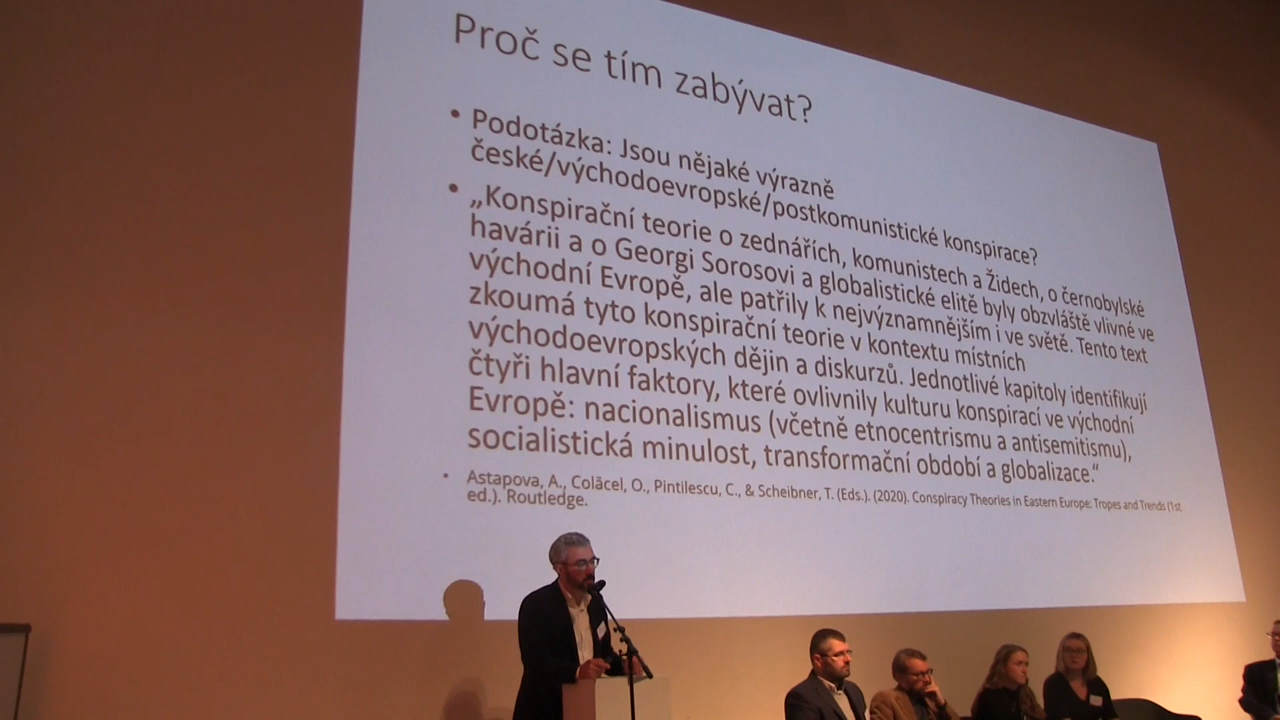 Proč se tím zabývat?
• Podotázka: Jsou nějaké výrazně
české/východoevropské/postkomunistické konspirace?
• „Konspirační teorie o zednářích, komunistech a Židech, o černobylské
havárii a o Georgi Sorosovi a globalistické elitě byly obzvláště vlivné ve
východní Evropě, ale patřily k nejvýznamnějším i ve světě. Tento text
zkoumá tyto konspirační teorie v kontextu místních
východoevropských dějin a diskurzů. Jednotlivé kapitoly identifikují
čtyři hlavní faktory, které ovlivnily kulturu konspirací ve východní
Evropě: nacionalismus (včetně etnocentrismu a antisemitismu),
socialistická minulost, transformační období a globalizace.“
• Astapova, A., Colăcel, O., Pintilescu, C., & Scheibner, T. (Eds.). (2020). Conspiracy Theories in Eastern Europe: Tropes and Trends (1st
ed.). Routledge.